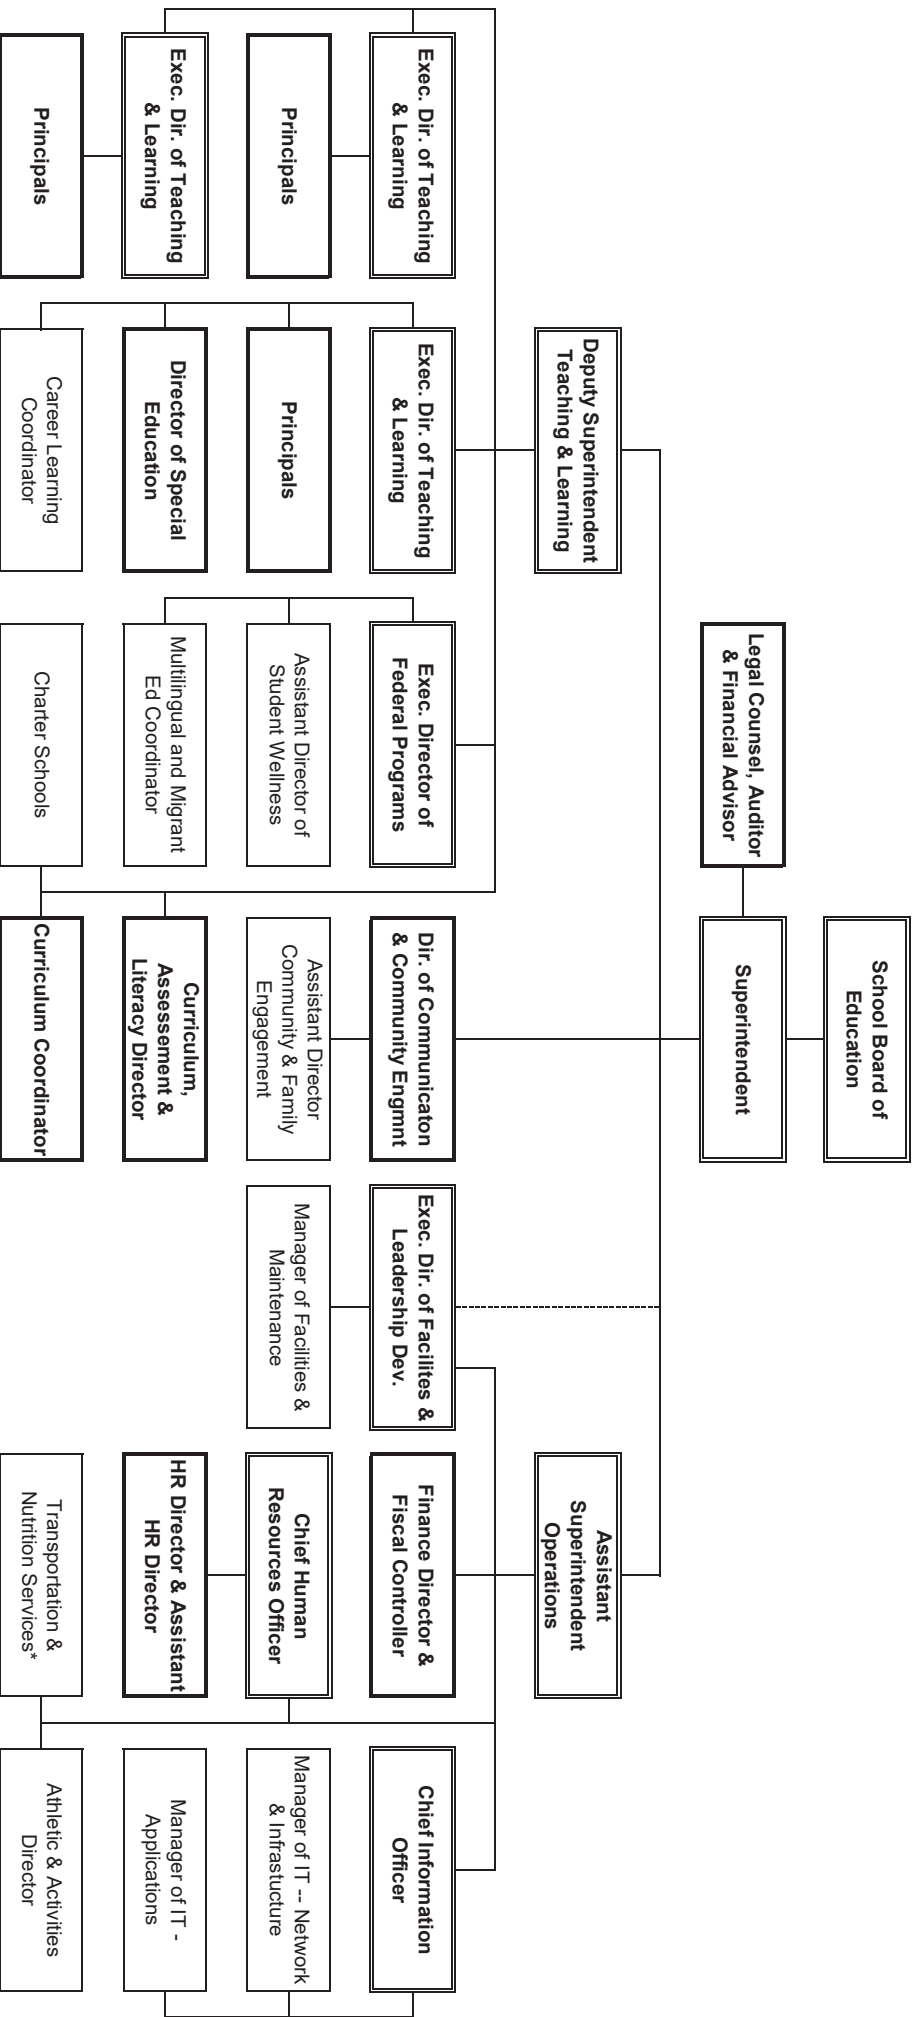 School Board of
Education
Legal Counsel, Auditor
& Financial Advisor
Superintendent
Deputy Superintendent
Teaching & Learning
Assistant
Superintendent
Operations
Exec. Dir. of Teaching
& Learning
Exec. Dir. of Teaching
& Learning
Exec. Director of
Federal Programs
Dir. of Communicaton
& Community Engmnt
Exec. Dir. of Facilites &
Leadership Dev.
Finance Director &
Fiscal Controller
Chief Information
Officer
Principals
Principals
Assistant Director of
Student Wellness
Assistant Director
Community & Family
Engagement
Manager of Facilities &
Maintenance
Chief Human
Resources Officer
Manager of IT -- Network
& Infrastucture
Exec. Dir. of Teaching
& Learning
Director of Special
Education
Multilingual and Migrant
Ed Coordinator
Curriculum,
Assessment &
Literacy Director
HR Director & Assistant
HR Director
Manager of IT -
Applications
Principals
Career Learning
Coordinator
Charter Schools
Curriculum Coordinator
Transportation &
Nutrition Services*
Athletic & Activities
Director